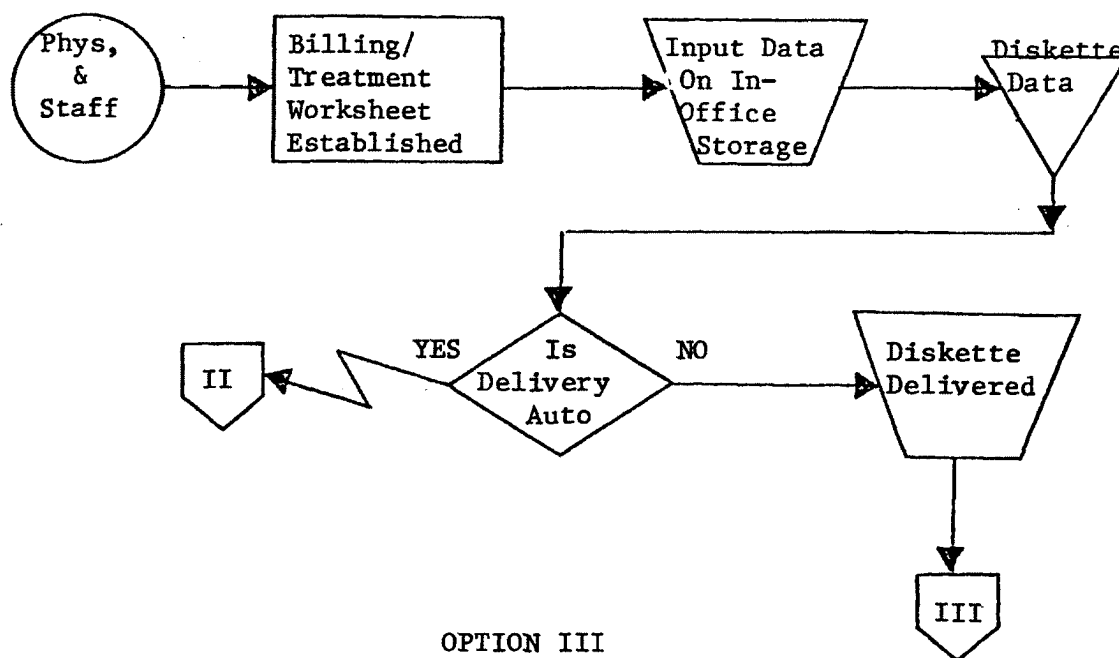 Phys,
&
Staff
Billing/
Treatment
Worksheet
Established
Input Data
On In-
Office
Storage
Diskette
Data
II
YES
Is
Delivery
Auto
NO
Diskette
Delivered
III
OPTION III